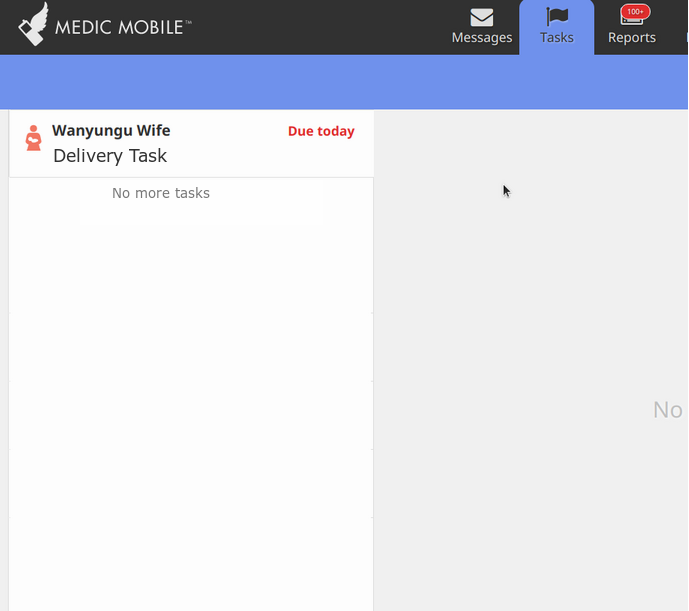 MEDIC MOBILE™
Messages
Tasks
100+
Reports
Wanyungu Wife
Due today
Delivery Task
No more tasks
No